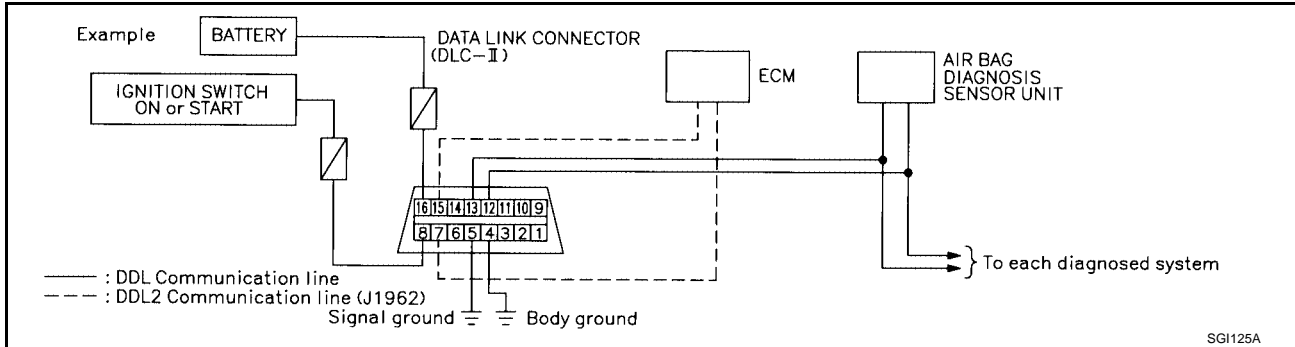 Example
BATTERY
DATA LINK CONNECTOR
(DLC-Ⅱ)
IGNITION SWITCH
ON or START
ECM
AIR BAG
DIAGNOSIS
SENSOR UNIT
16 15 14 13 12 11 10 9
8 7 6 5 4 3 2 1
To each diagnosed system
: DDL Communication line
: DDL2 Communication line (J1962)
Signal ground
Body ground
SGI125A